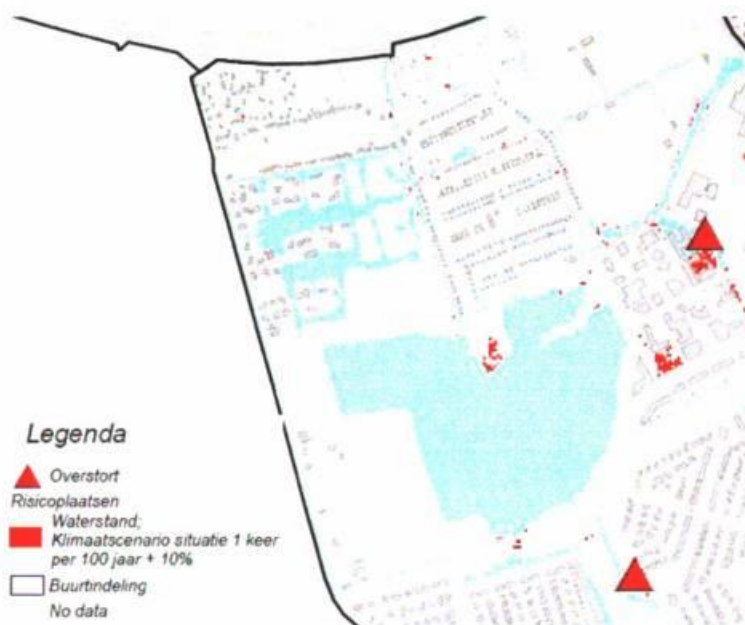 Legenda
Overstort
Risicoplaatsen
Waterstand;
Klimaatscenario situatie 1 keer
per 100 jaar + 10%
Buurtindeling
No data